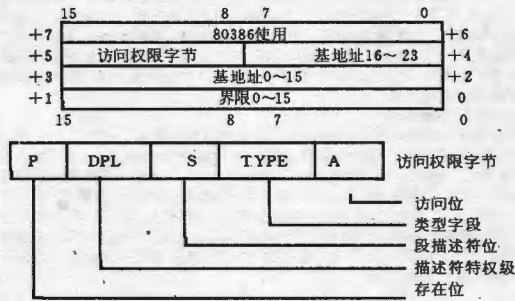 15 8 7 0
+7 80386使用 +6
+5 访问权限字节 基地址16～23 +4
+3 基地址0～15 +2
+1 界限0～15 0
15 8 7 0
P DPL S TYPE A 访问权限字节
访问位
类型字段
段描述符位
描述符特权级
存在位